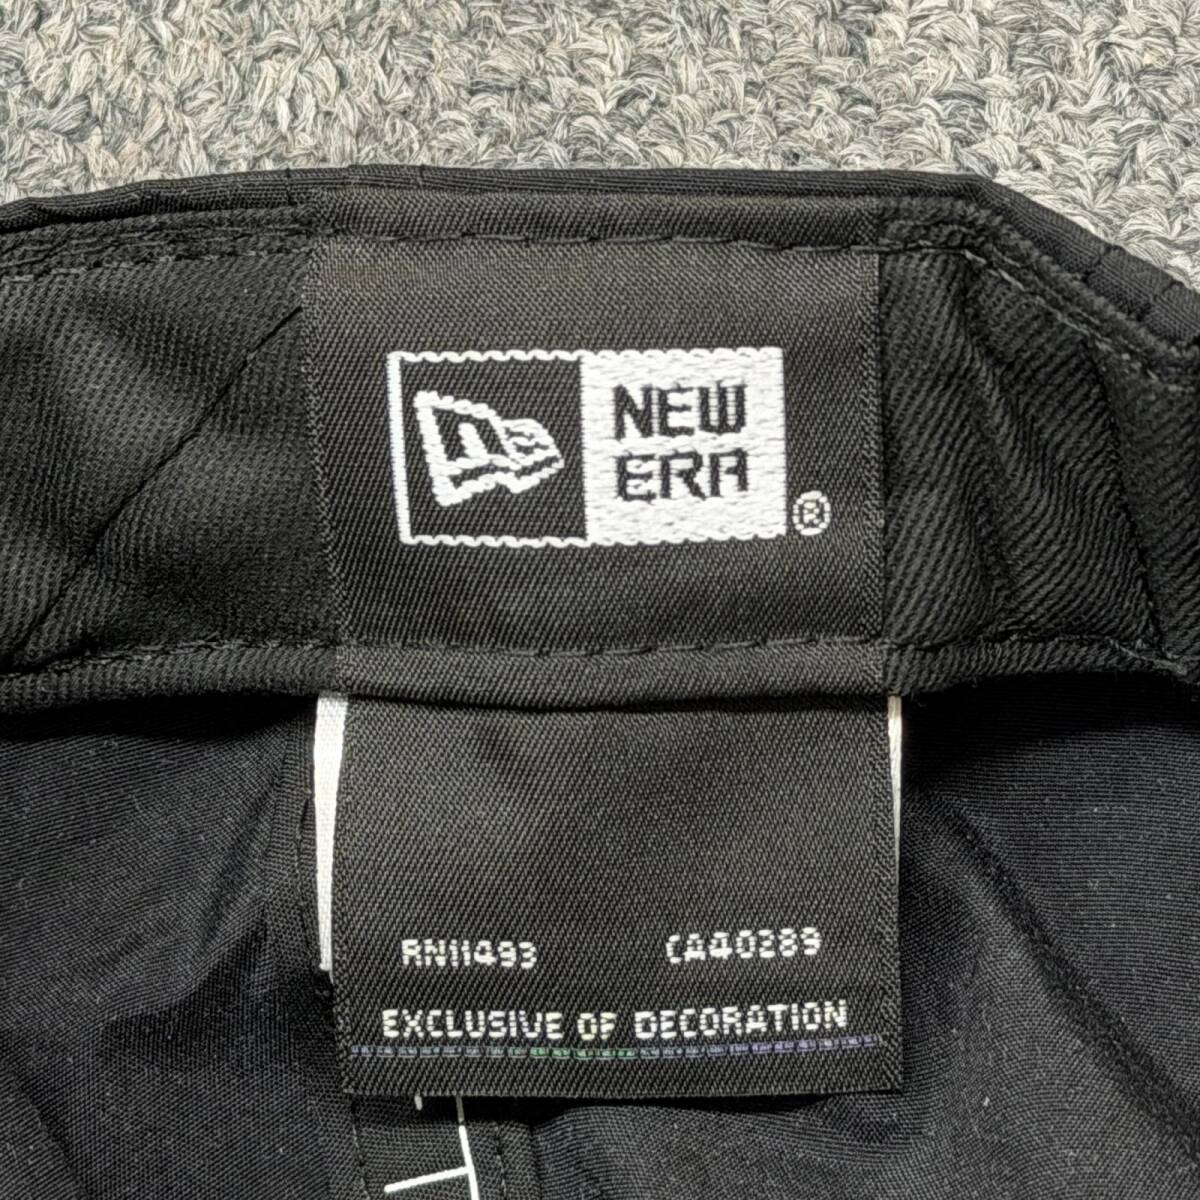 NEW
ERA
®
RN11493 CA40289
EXCLUSIVE OF DECORATION